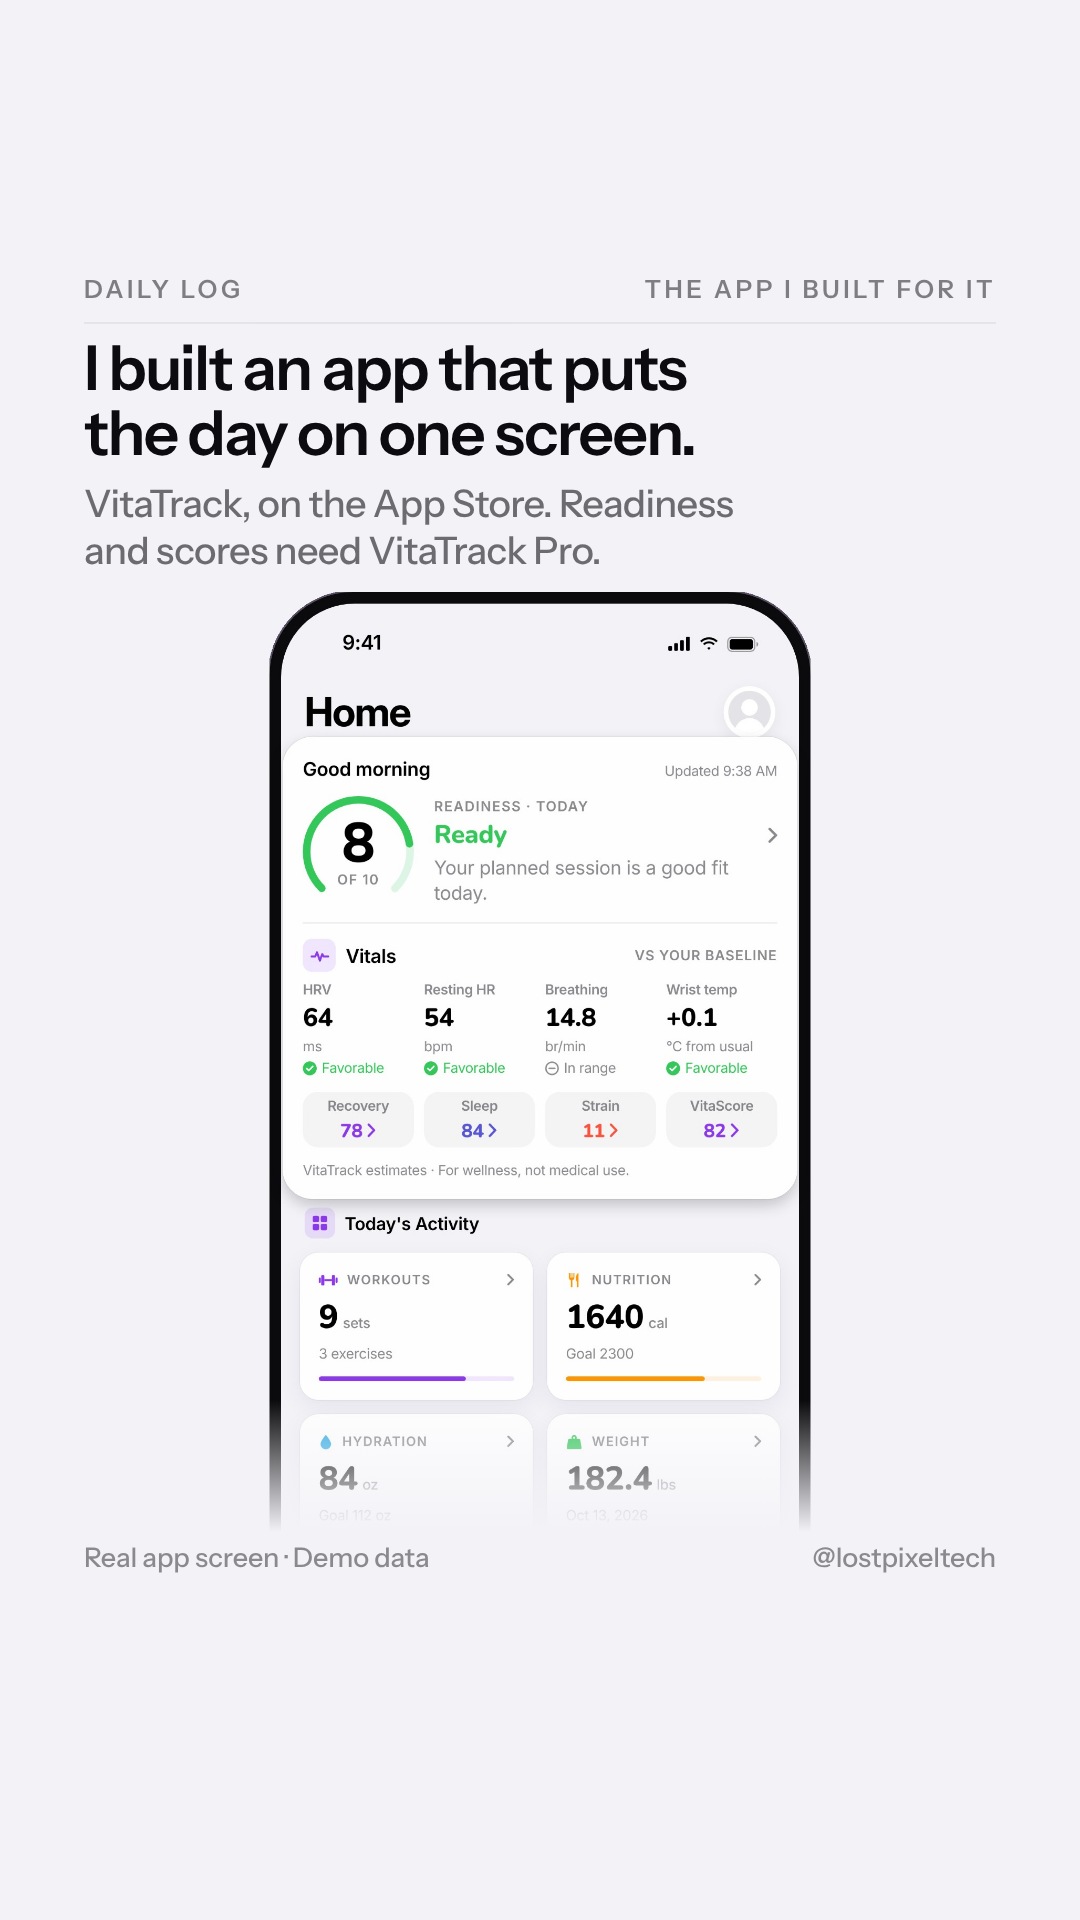 DAILY LOG
THE APP I BUILT FOR IT
I built an app that puts
the day on one screen.
VitaTrack, on the App Store. Readiness
and scores need VitaTrack Pro.
9:41
Home
Good morning
Updated 9:38 AM
8
OF 10
READINESS · TODAY
Ready
Your planned session is a good fit
today.
Vitals
VS YOUR BASELINE
HRV
64
ms
Favorable
Resting HR
54
bpm
Favorable
Breathing
14.8
br/min
In range
Wrist temp
+0.1
°C from usual
Favorable
Recovery
78
Sleep
84
Strain
11
VitaScore
82
VitaTrack estimates · For wellness, not medical use.
Today's Activity
WORKOUTS
9 sets
3 exercises
NUTRITION
1640 cal
Goal 2300
HYDRATION
84 oz
Goal 112 oz
WEIGHT
182.4 lbs
Oct 13, 2026
Real app screen · Demo data
@lostpixeltech